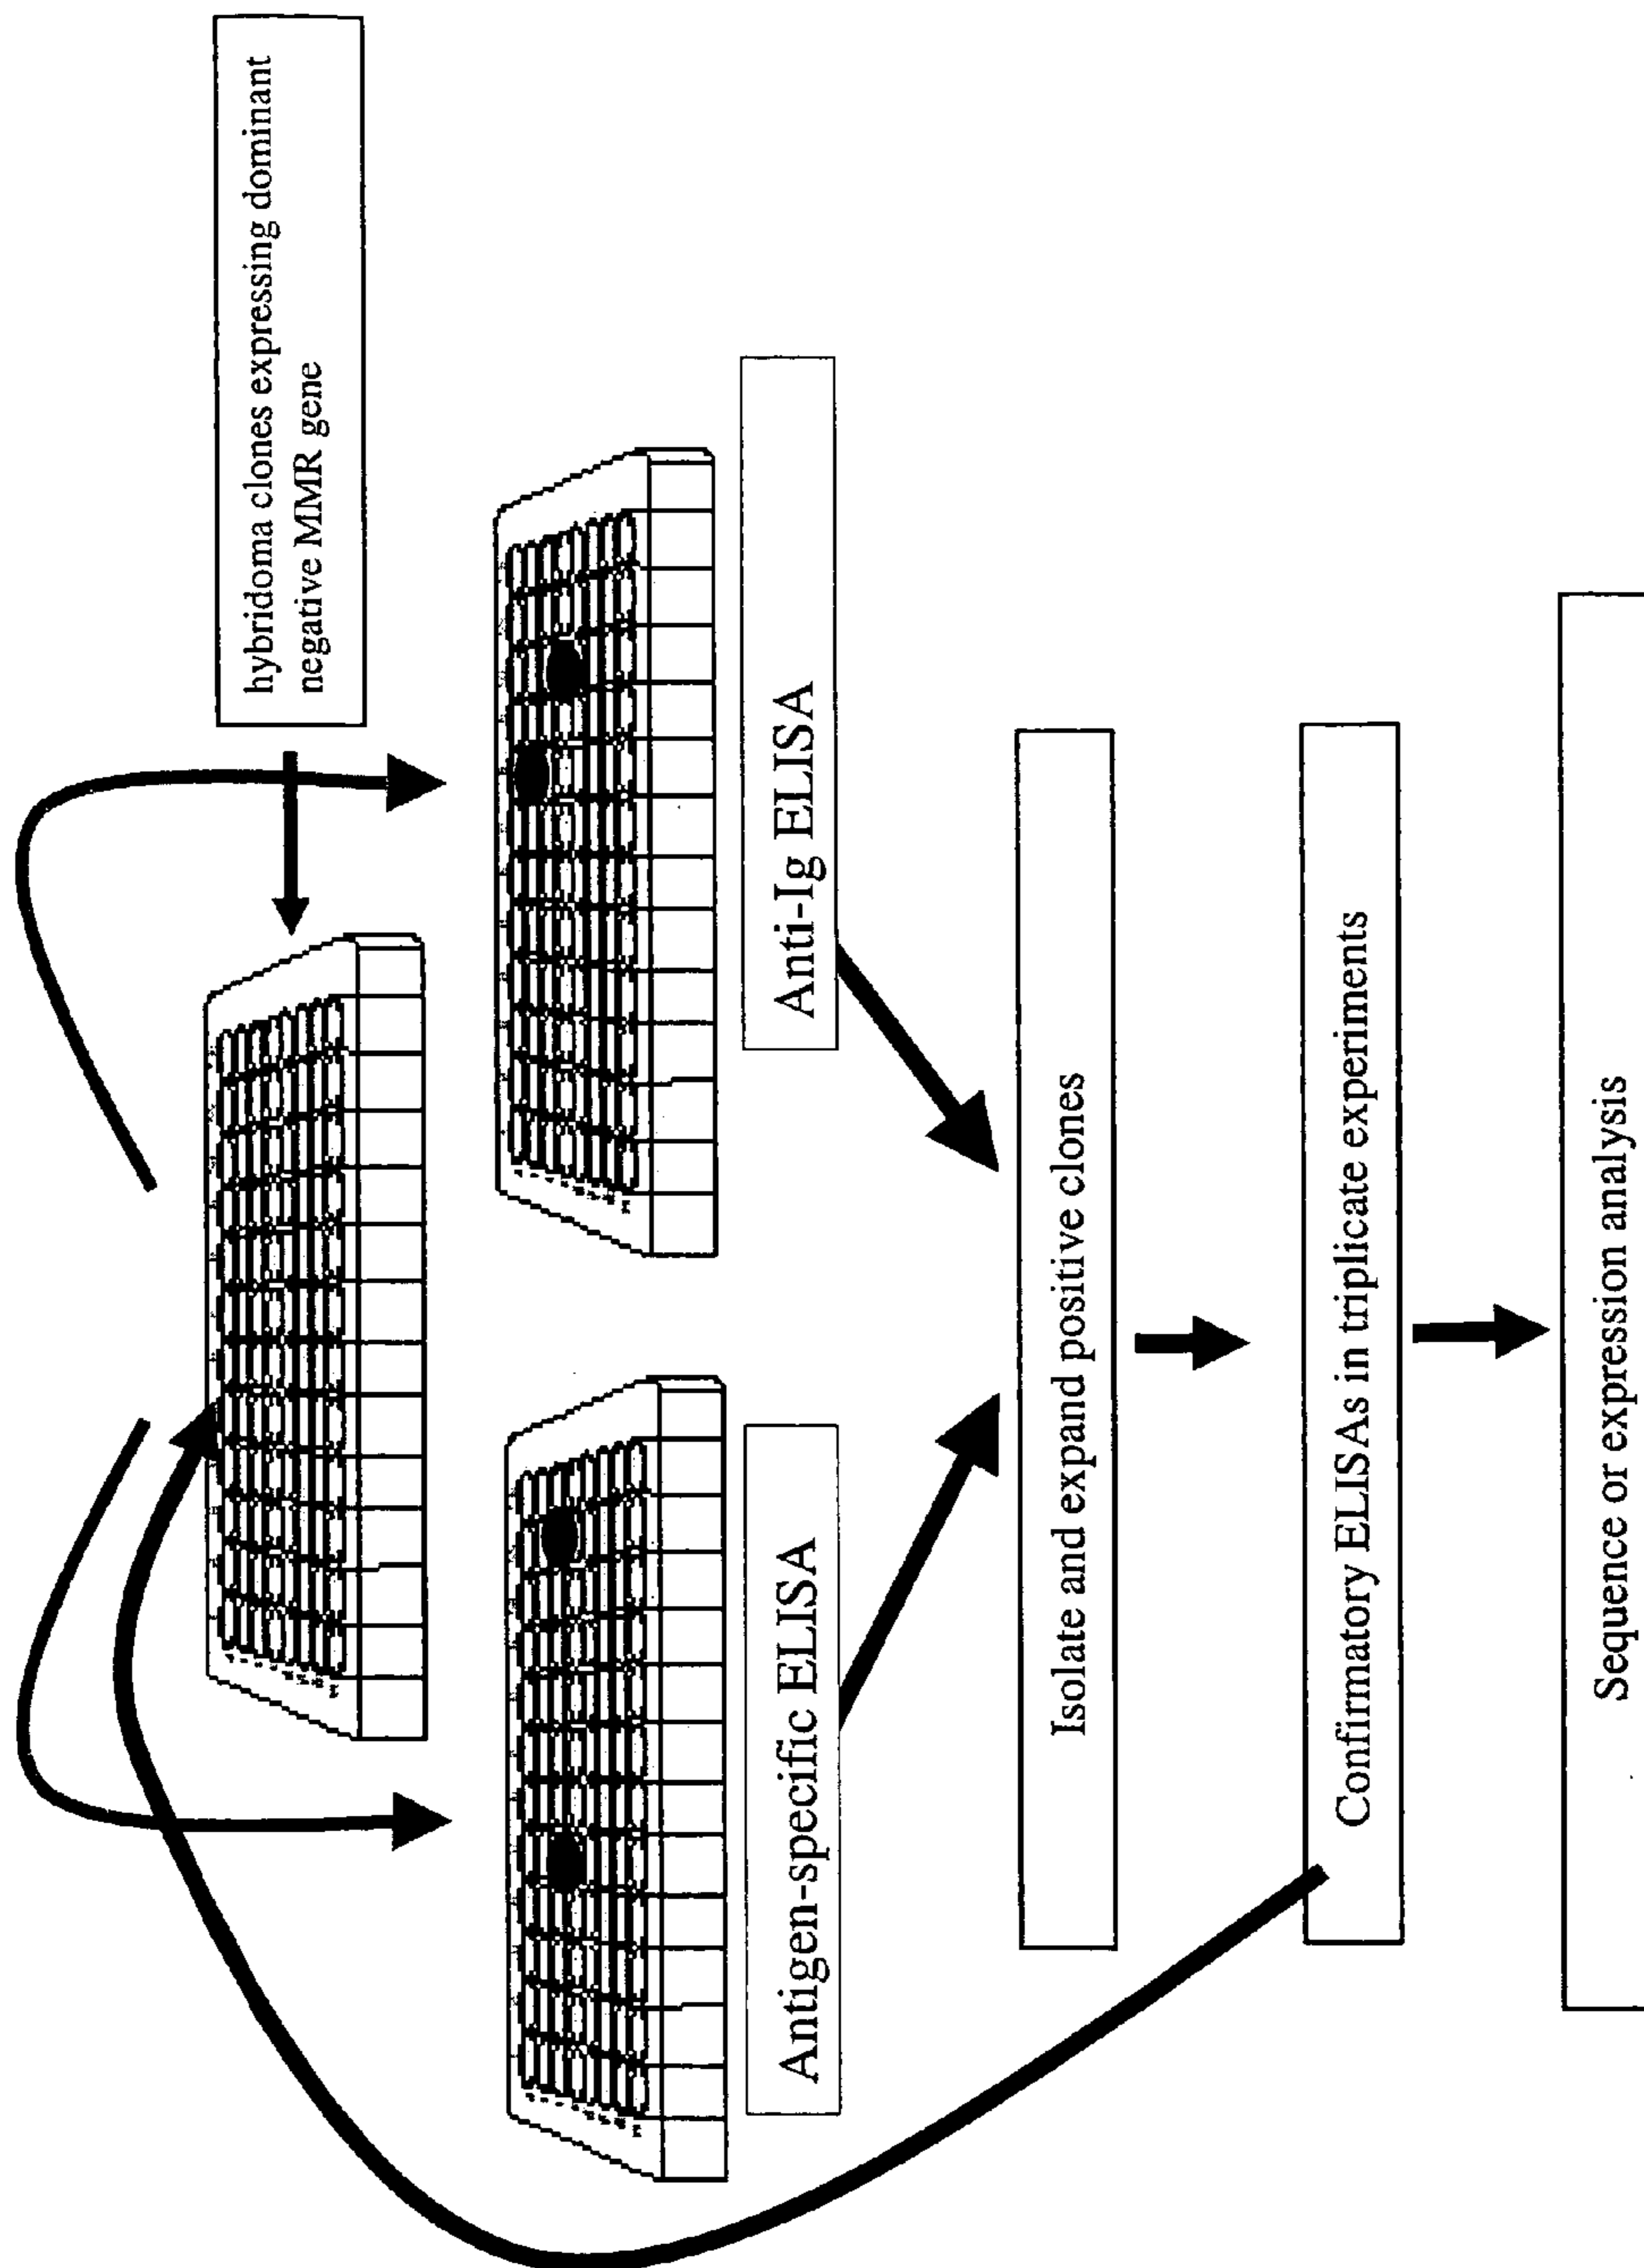 hybridoma clones expressing dominant
negative MMR gene
Antigen-specific ELISA
Anti-Ig ELISA
Isolate and expand positive clones
Confirmatory ELISAs in triplicate experiments
Sequence or expression analysis